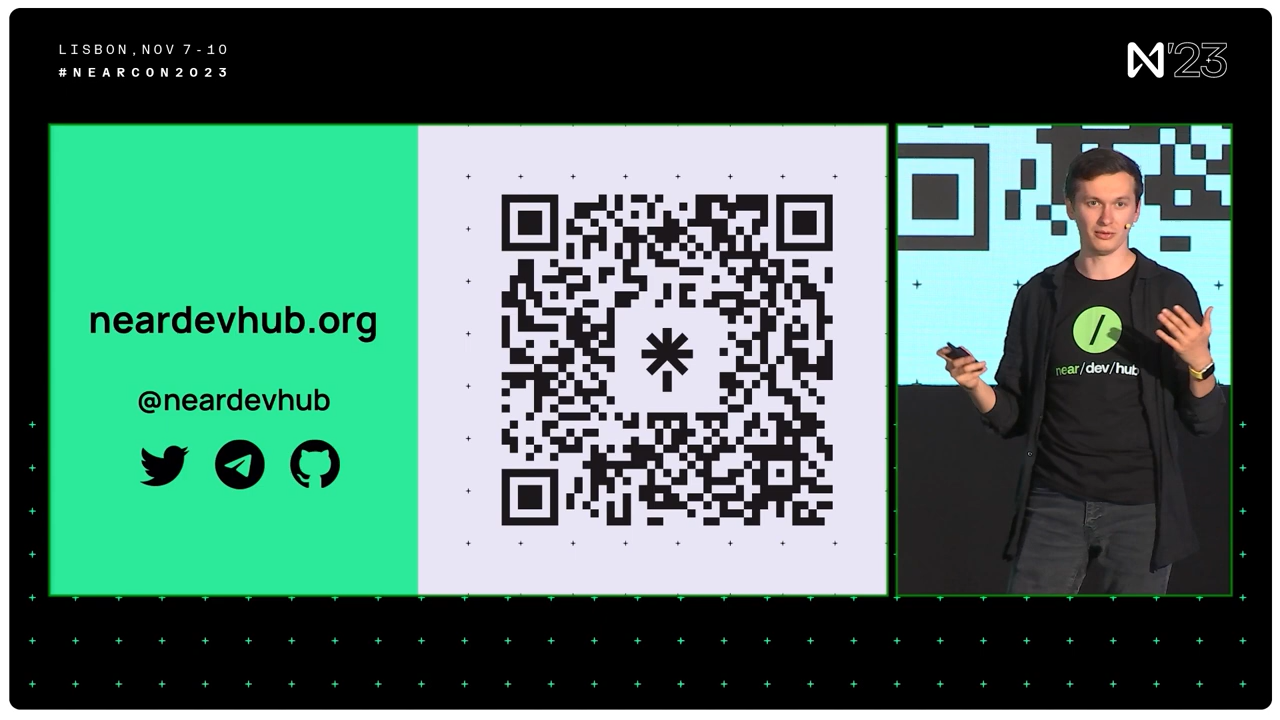 LISBON, NOV 7-10
#NEARCON2023
N'23
neardevhub.org
@neardevhub
near/dev/hub